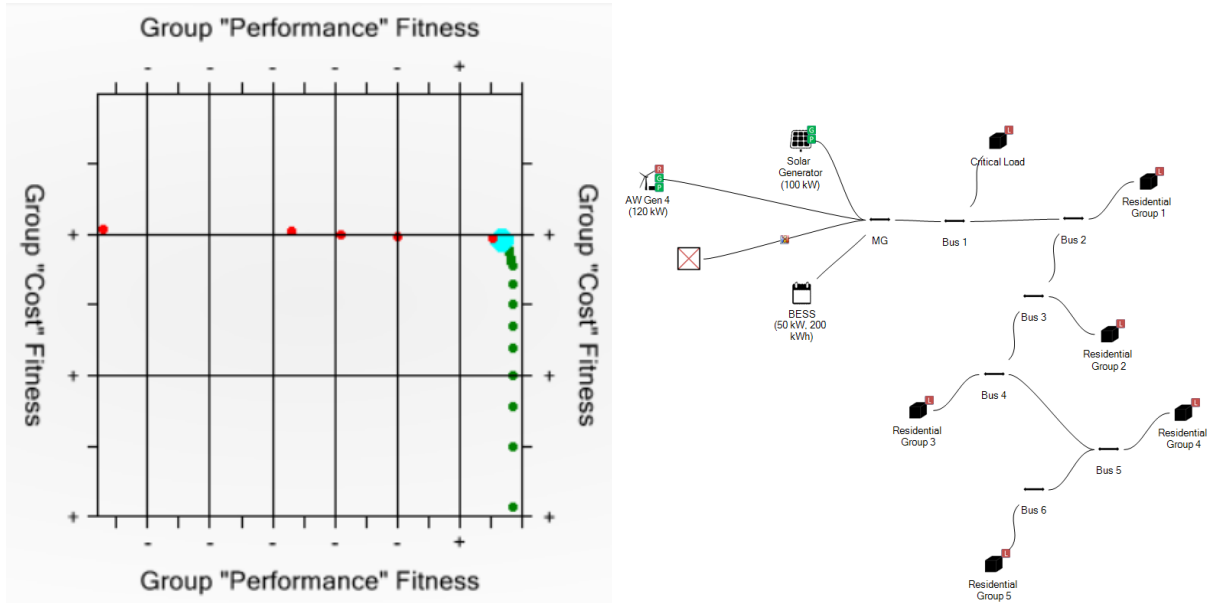 Group "Performance" Fitness
- - - - - +
Group "Cost" Fitness
+ +
+ +
+ +
Group "Cost" Fitness
- - - - - +
Group "Performance" Fitness
G
P
Solar
Generator
(100 kW)
L
Critical Load
R
G
P
AW Gen 4
(120 kW)
L
Residential
Group 1
MG
Bus 1
Bus 2
BESS
(50 kW, 200
kWh)
Bus 3
L
Residential
Group 2
Bus 4
L
Residential
Group 3
L
Residential
Group 4
Bus 5
Bus 6
L
Residential
Group 5